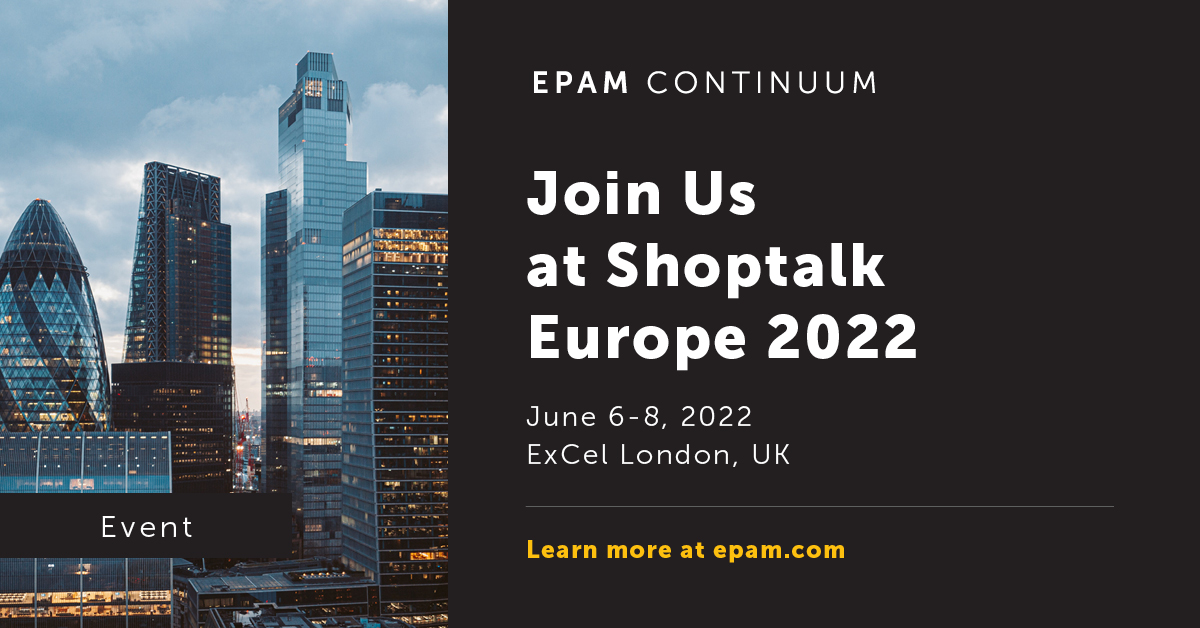 EPAM CONTINUUM
Join Us
at Shoptalk
Europe 2022
June 6-8, 2022
ExCel London, UK
Learn more at epam.com
Event